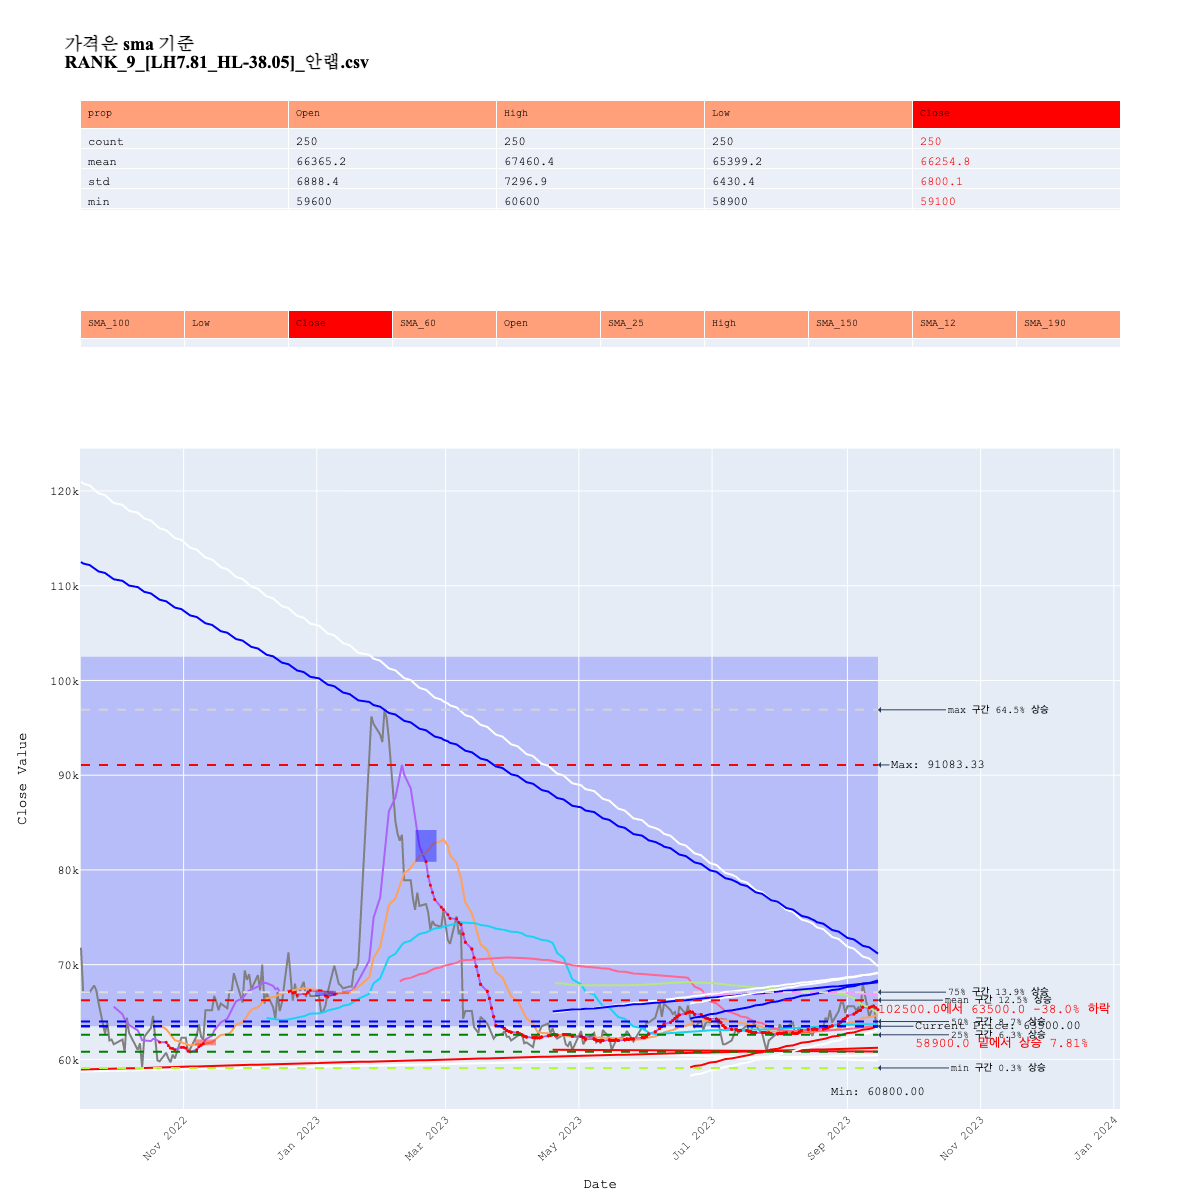 가격은 sma 기준
RANK_9_[LH7.81_HL-38.05]_안랩.csv
prop Open High Low Close
count 250 250 250 250
mean 66365.2 67460.4 65399.2 66254.8
std 6888.4 7296.9 6430.4 6800.1
min 59600 60600 58900 59100
SMA_100 Low Close SMA_60 Open SMA_25 High SMA_150 SMA_12 SMA_190
120k
110k
100k
max 구간 64.5% 상승
90k
Max: 91083.33
80k
70k
75% 구간 13.9% 상승
mean 구간 12.5% 상승
102500.0에서 63500.0 -38.0% 하락
50% 구간 8.7% 상승
Current Price: 63500.00
25% 구간 6.3% 상승
58900.0 밑에서 상승 7.81%
60k
min 구간 0.3% 상승
Min: 60800.00
Close Value
Nov 2022
Jan 2023
Mar 2023
May 2023
Jul 2023
Sep 2023
Nov 2023
Jan 2024
Date